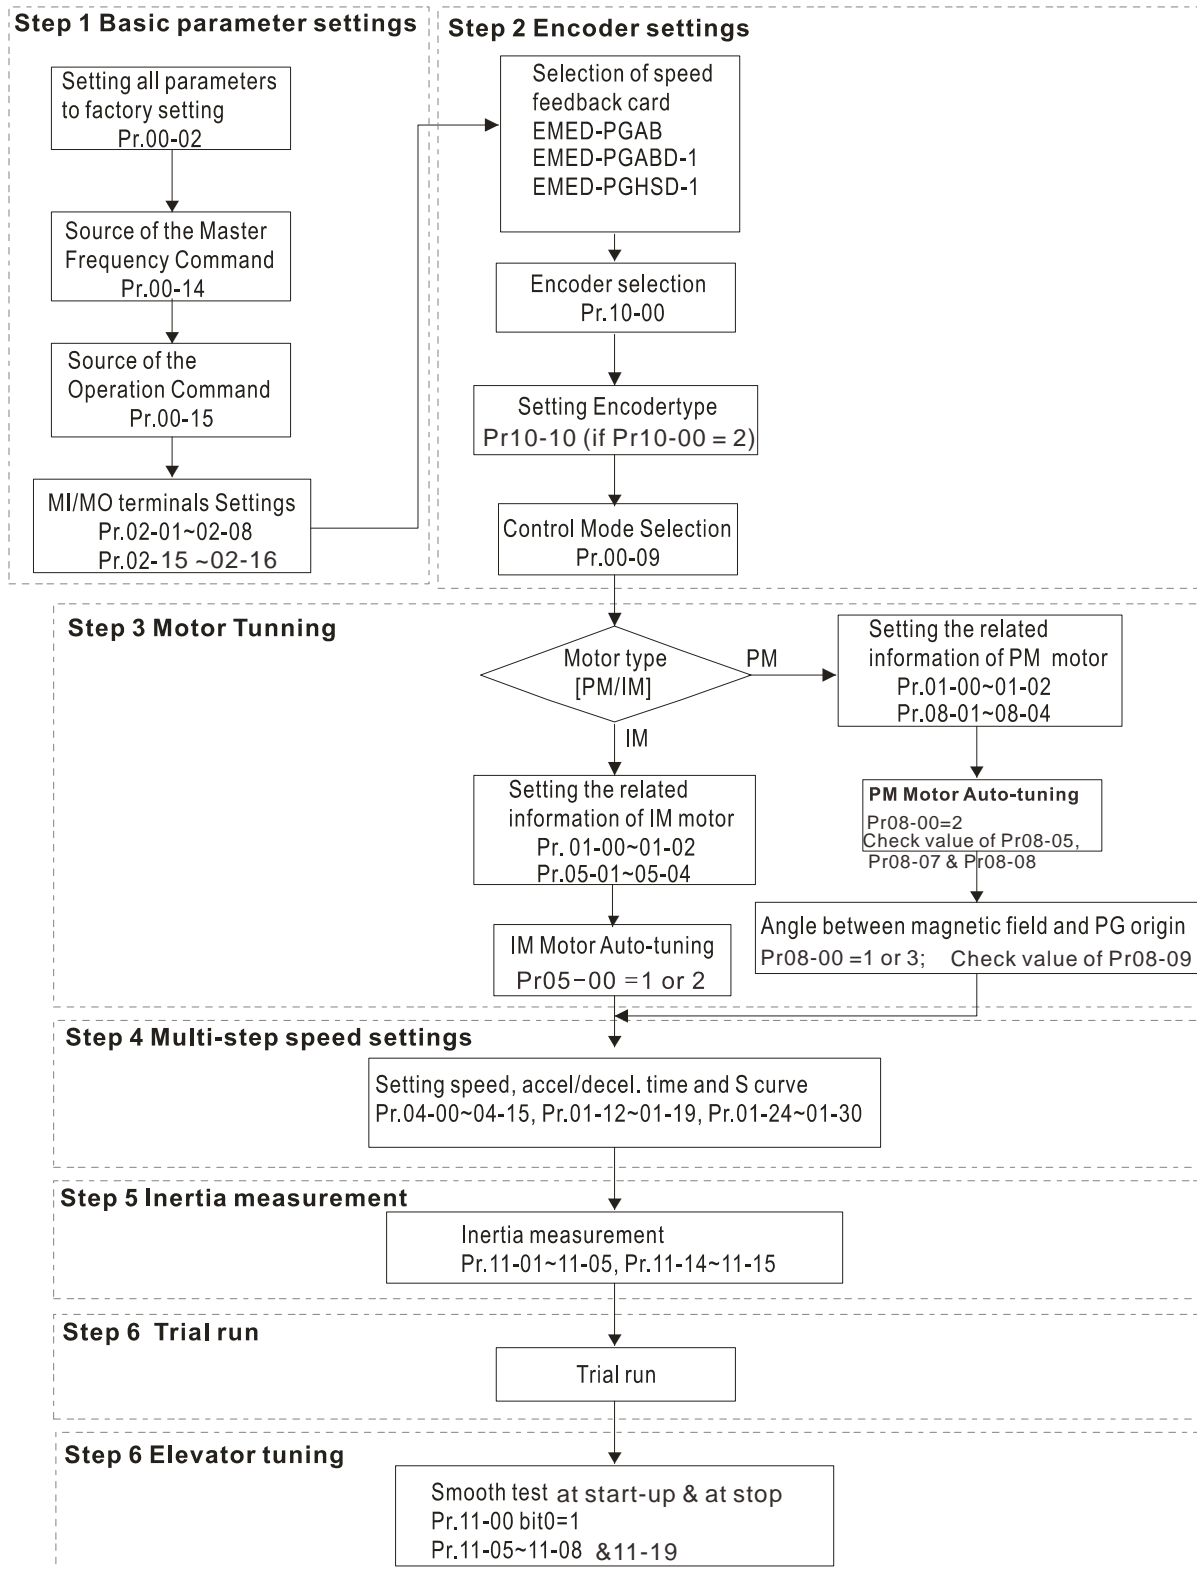 Step 1 Basic parameter settings
Setting all parameters
to factory setting
Pr.00-02
Source of the Master
Frequency Command
Pr.00-14
Source of the
Operation Command
Pr.00-15
MI/MO terminals Settings
Pr.02-01~02-08
Pr.02-15 ~02-16
Step 2 Encoder settings
Selection of speed
feedback card
EMED-PGAB
EMED-PGABD-1
EMED-PGHSD-1
Encoder selection
Pr.10-00
Setting Encodertype
Pr10-10 (if Pr10-00 = 2)
Control Mode Selection
Pr.00-09
Step 3 Motor Tunning
Motor type
[PM/IM]
PM
IM
Setting the related
information of PM motor
Pr.01-00~01-02
Pr.08-01~08-04
PM Motor Auto-tuning
Pr08-00=2
Check value of Pr08-05,
Pr08-07 & Pr08-08
Angle between magnetic field and PG origin
Pr08-00 =1 or 3; Check value of Pr08-09
Setting the related
information of IM motor
Pr. 01-00~01-02
Pr.05-01~05-04
IM Motor Auto-tuning
Pr05-00 =1 or 2
Step 4 Multi-step speed settings
Setting speed, accel/decel. time and S curve
Pr.04-00~04-15, Pr.01-12~01-19, Pr.01-24~01-30
Step 5 Inertia measurement
Inertia measurement
Pr.11-01~11-05, Pr.11-14~11-15
Step 6 Trial run
Trial run
Step 6 Elevator tuning
Smooth test at start-up & at stop
Pr.11-00 bit0=1
Pr.11-05~11-08 &11-19